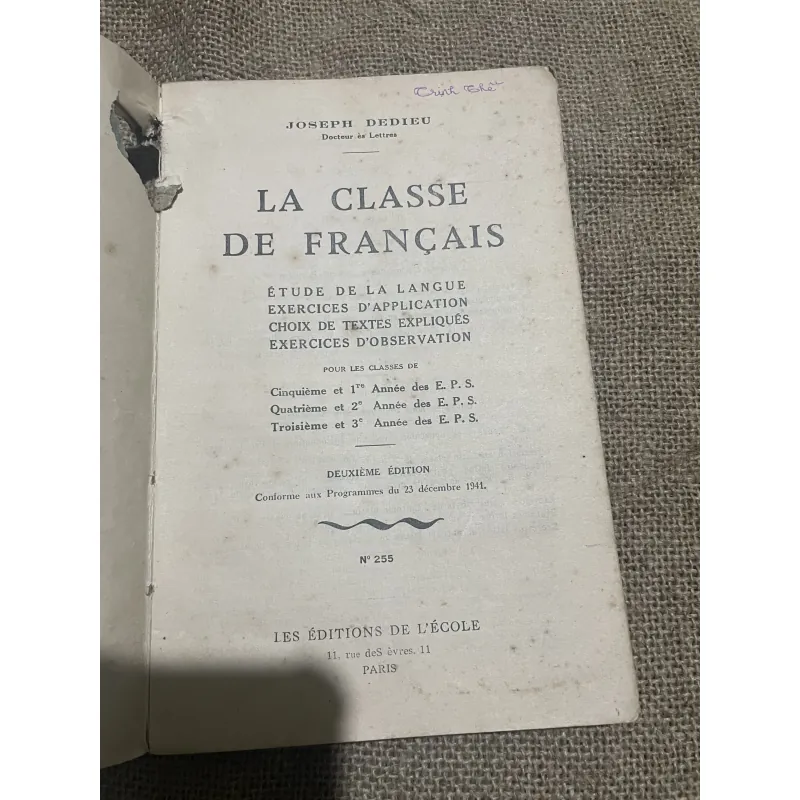 Trinh Thê
JOSEPH DEDIEU
Docteur ès Lettres
LA CLASSE
DE FRANÇAIS
ÉTUDE DE LA LANGUE
EXERCICES D'APPLICATION
CHOIX DE TEXTES EXPLIQUÉS
EXERCICES D'OBSERVATION
POUR LES CLASSES DE
Cinquième et 1re Année des E. P. S.
Quatrième et 2e Année des E. P. S.
Troisième et 3e Année des E. P. S.
DEUXIÈME ÉDITION
Conforme aux Programmes du 23 décembre 1941.
N° 255
LES ÉDITIONS DE L'ÉCOLE
11, rue deS èvres, 11
PARIS